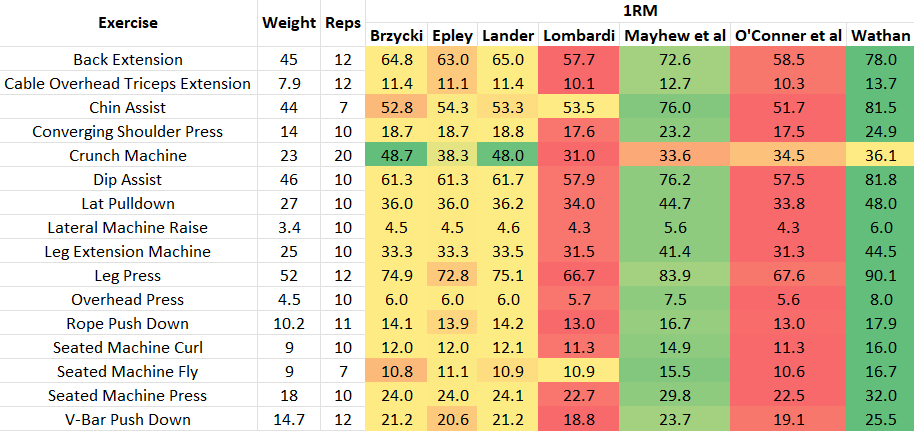 1RM
Exercise Weight Reps
Brzycki Epley Lander Lombardi Mayhew et al O'Conner et al Wathan
Back Extension 45 12 64.8 63.0 65.0 57.7 72.6 58.5 78.0
Cable Overhead Triceps Extension 7.9 12 11.4 11.1 11.4 10.1 12.7 10.3 13.7
Chin Assist 44 7 52.8 54.3 53.3 53.5 76.0 51.7 81.5
Converging Shoulder Press 14 10 18.7 18.7 18.8 17.6 23.2 17.5 24.9
Crunch Machine 23 20 48.7 38.3 48.0 31.0 33.6 34.5 36.1
Dip Assist 46 10 61.3 61.3 61.7 57.9 76.2 57.5 81.8
Lat Pulldown 27 10 36.0 36.0 36.2 34.0 44.7 33.8 48.0
Lateral Machine Raise 3.4 10 4.5 4.5 4.6 4.3 5.6 4.3 6.0
Leg Extension Machine 25 10 33.3 33.3 33.5 31.5 41.4 31.3 44.5
Leg Press 52 12 74.9 72.8 75.1 66.7 83.9 67.6 90.1
Overhead Press 4.5 10 6.0 6.0 6.0 5.7 7.5 5.6 8.0
Rope Push Down 10.2 11 14.1 13.9 14.2 13.0 16.7 13.0 17.9
Seated Machine Curl 9 10 12.0 12.0 12.1 11.3 14.9 11.3 16.0
Seated Machine Fly 9 7 10.8 11.1 10.9 10.9 15.5 10.6 16.7
Seated Machine Press 18 10 24.0 24.0 24.1 22.7 29.8 22.5 32.0
V-Bar Push Down 14.7 12 21.2 20.6 21.2 18.8 23.7 19.1 25.5